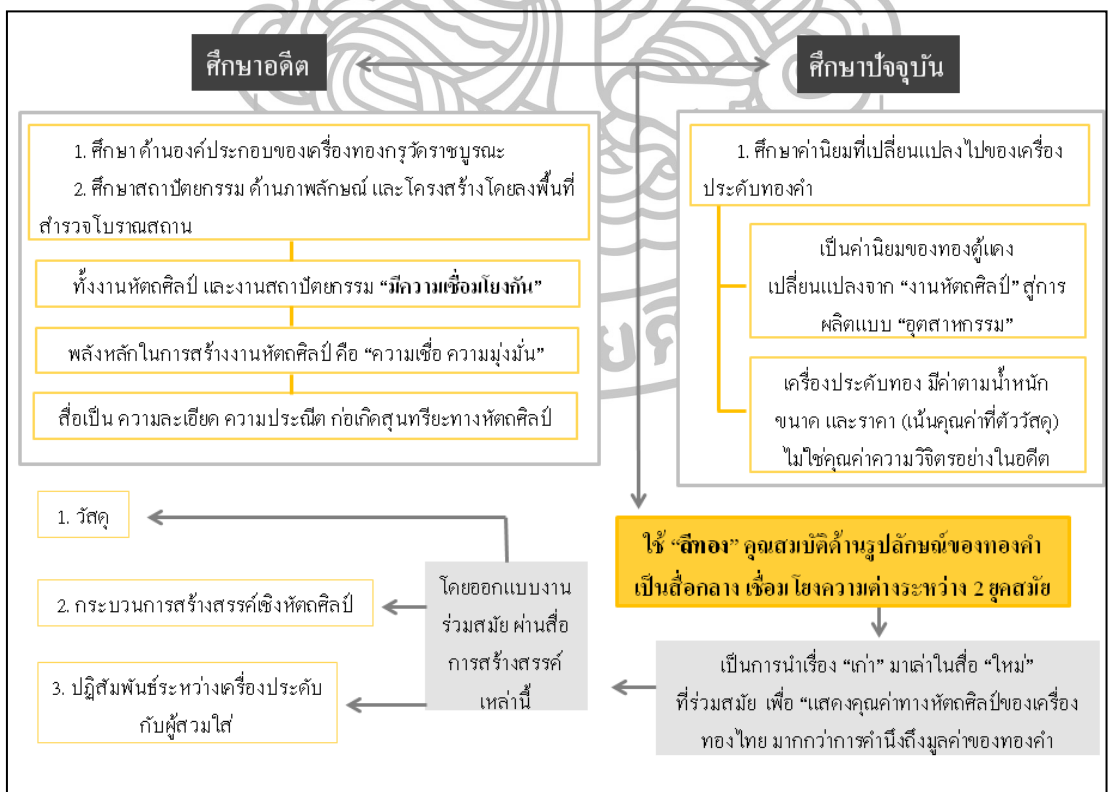 ศึกษาอดีต
ศึกษาปัจจุบัน
1. ศึกษา ด้านองค์ประกอบของเครื่องทองกรุวัดราชบูรณะ
2. ศึกษาสถาปัตยกรรม ด้านภาพลักษณ์ และโครงสร้างโดยลงพื้นที่
สำรวจโบราณสถาน
ทั้งงานหัตถศิลป์ และงานสถาปัตยกรรม “มีความเชื่อมโยงกัน”
พลังหลักในการสร้างงานหัตถศิลป์ คือ “ความเชื่อ ความมุ่งมั่น”
สื่อเป็น ความละเอียด ความประณีต ก่อเกิดสุนทรียะทางหัตถศิลป์
1. ศึกษาค่านิยมที่เปลี่ยนแปลงไปของเครื่อง
ประดับทองคำ
เป็นค่านิยมของทองตู้แดง
เปลี่ยนแปลงจาก “งานหัตถศิลป์” สู่การ
ผลิตแบบ “อุตสาหกรรม”
เครื่องประดับทอง มีค่าตามน้ำหนัก
ขนาด และราคา (เน้นคุณค่าที่ตัววัสดุ)
ไม่ใช่คุณค่าความวิจิตรอย่างในอดีต
ใช้ “สีทอง” คุณสมบัติด้านรูปลักษณ์ของทองคำ
เป็นสื่อกลาง เชื่อมโยงความต่างระหว่าง 2 ยุคสมัย
เป็นการนำเรื่อง “เก่า” มาเล่าในสื่อ “ใหม่”
ที่ร่วมสมัย เพื่อ “แสดงคุณค่าทางหัตถศิลป์ของเครื่อง
ทองไทย มากกว่าการคำนึงถึงมูลค่าของทองคำ
โดยออกแบบงาน
ร่วมสมัย ผ่านสื่อ
การสร้างสรรค์
เหล่านี้
1. วัสดุ
2. กระบวนการสร้างสรรค์เชิงหัตถศิลป์
3. ปฏิสัมพันธ์ระหว่างเครื่องประดับ
กับผู้สวมใส่